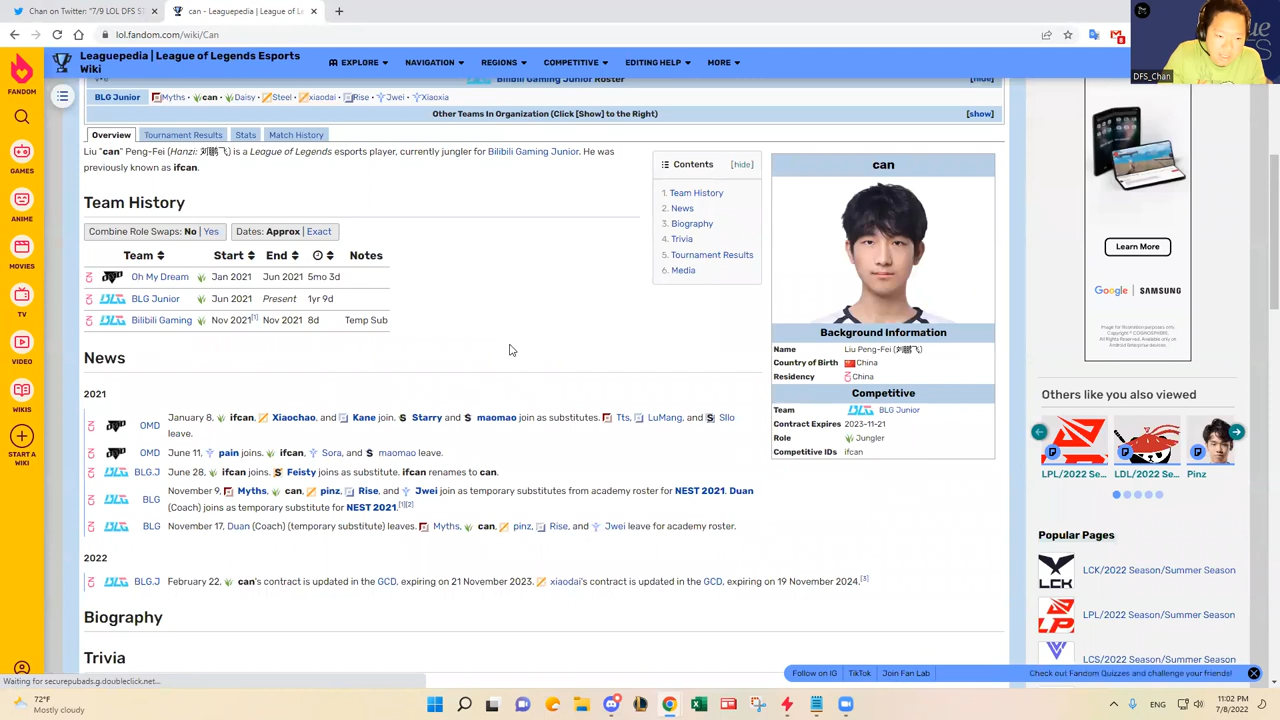 Chan on Twitter: "7/9 LOL DFS ST
can - Leaguepedia | League of Le
lol.fandom.com/wiki/Can
FANDOM
GAMES
ANIME
MOVIES
TV
VIDEO
WIKIS
START A
WIKI
Leaguepedia | League of Legends Esports
Wiki
EXPLORE NAVIGATION REGIONS COMPETITIVE EDITING HELP MORE
DFS_Chan
Bilibili Gaming Junior Roster [hide]
BLG Junior Myths • can • Daisy • Steel • xiaodai • Rise • Jwei • Xiaoxia
Other Teams In Organization (Click [Show] to the Right) [show]
Overview Tournament Results Stats Match History
Liu "can" Peng-Fei (Hanzi: 刘鹏飞) is a League of Legends esports player, currently jungler for Bilibili Gaming Junior. He was
previously known as ifcan.
Contents [hide]
1. Team History
2. News
3. Biography
4. Trivia
5. Tournament Results
6. Media
Team History
Combine Role Swaps: No | Yes Dates: Approx | Exact
Team Start End Notes
Oh My Dream Jan 2021 Jun 2021 5mo 3d
BLG Junior Jun 2021 Present 1yr 9d
Bilibili Gaming Nov 2021[1] Nov 2021 8d Temp Sub
News
2021
OMD January 8, ifcan, Xiaochao, and Kane join. Starry and maomao join as substitutes. Tts, LuMang, and Sllo
leave.
OMD June 11, pain joins. ifcan, Sora, and maomao leave.
BLG.J June 28, ifcan joins. Feisty joins as substitute. ifcan renames to can.
BLG November 9, Myths, can, pinz, Rise, and Jwei join as temporary substitutes from academy roster for NEST 2021. Duan
(Coach) joins as temporary substitute for NEST 2021.[1][2]
BLG November 17, Duan (Coach) (temporary substitute) leaves. Myths, can, pinz, Rise, and Jwei leave for academy roster.
2022
BLG.J February 22, can's contract is updated in the GCD, expiring on 21 November 2023. xiaodai's contract is updated in the GCD, expiring on 19 November 2024.[3]
Biography
Trivia
can
Background Information
Name Liu Peng-Fei (刘鹏飞)
Country of Birth China
Residency China
Competitive
Team BLG Junior
Contract Expires 2023-11-21
Role Jungler
Competitive IDs ifcan
Learn More
Google | SAMSUNG
Others like you also viewed
LPL/2022 Se...
LDL/2022 Se...
Pinz
Popular Pages
LCK
LCK/2022 Season/Summer Season
LPL/2022 Season/Summer Season
LCS/2022 Season/Summer Season
Follow on IG TikTok Join Fan Lab Check out Fandom Quizzes and challenge your friends!
Waiting for securepubads.g.doubleclick.net...
72°F
Mostly cloudy
ENG
11:02 PM
7/8/2022